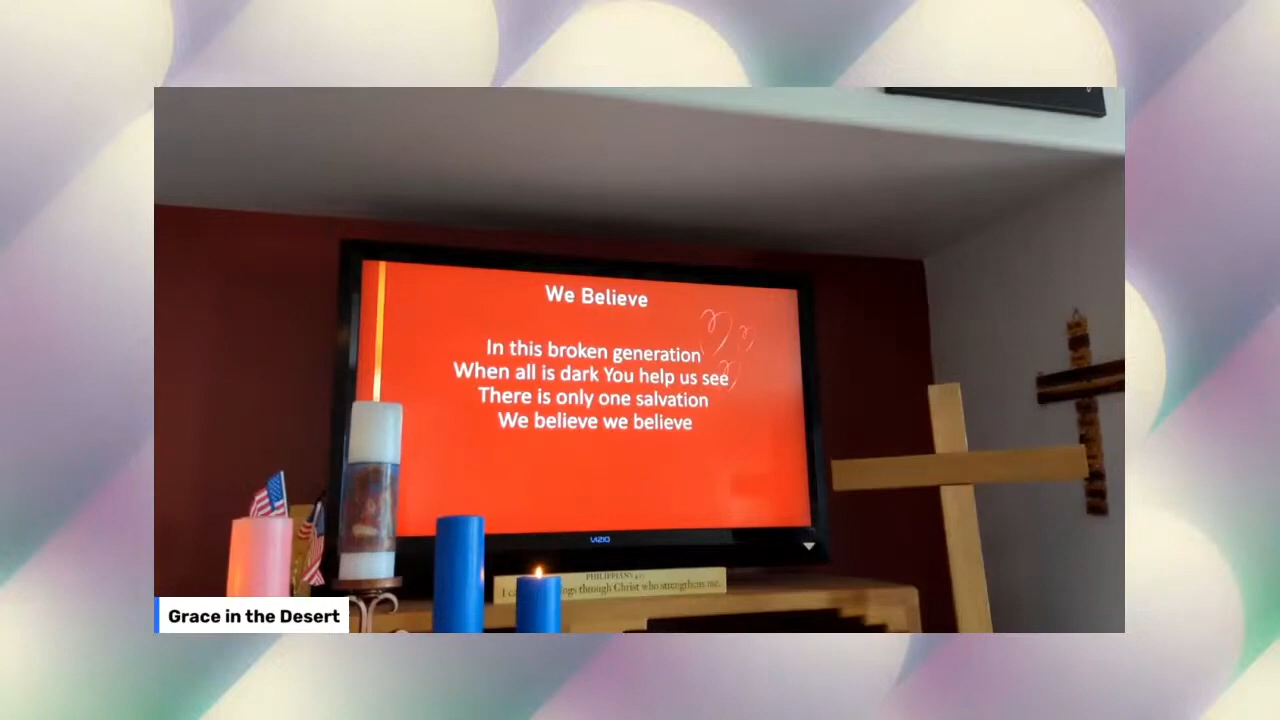 We Believe
In this broken generation
When all is dark You help us see
There is only one salvation
We believe we believe
VIZIO
PHILIPPIANS
ngs through Christ who strengthens me.
Grace in the Desert